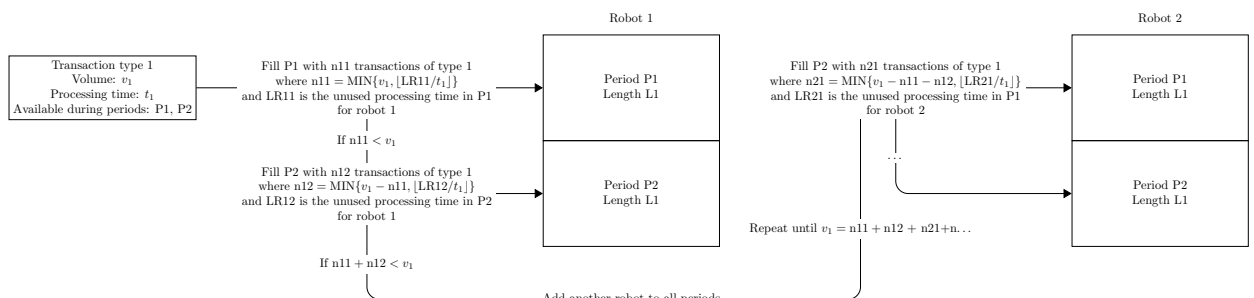 Robot 1
Robot 2
Transaction type 1
Volume: v₁
Processing time: t₁
Available during periods: P1, P2
Fill P1 with n11 transactions of type 1
where n11 = MIN{v₁, ⌊LR11/t₁⌋}
and LR11 is the unused processing time in P1
for robot 1
If n11 < v₁
Fill P2 with n12 transactions of type 1
where n12 = MIN{v₁ − n11, ⌊LR12/t₁⌋}
and LR12 is the unused processing time in P2
for robot 1
If n11 + n12 < v₁
Period P1
Length L1
Period P2
Length L1
Add another robot to all periods
Fill P2 with n21 transactions of type 1
where n21 = MIN{v₁ − n11 − n12, ⌊LR21/t₁⌋}
and LR21 is the unused processing time in P1
for robot 2
...
Repeat until v₁ = n11 + n12 + n21+n...
Period P1
Length L1
Period P2
Length L1